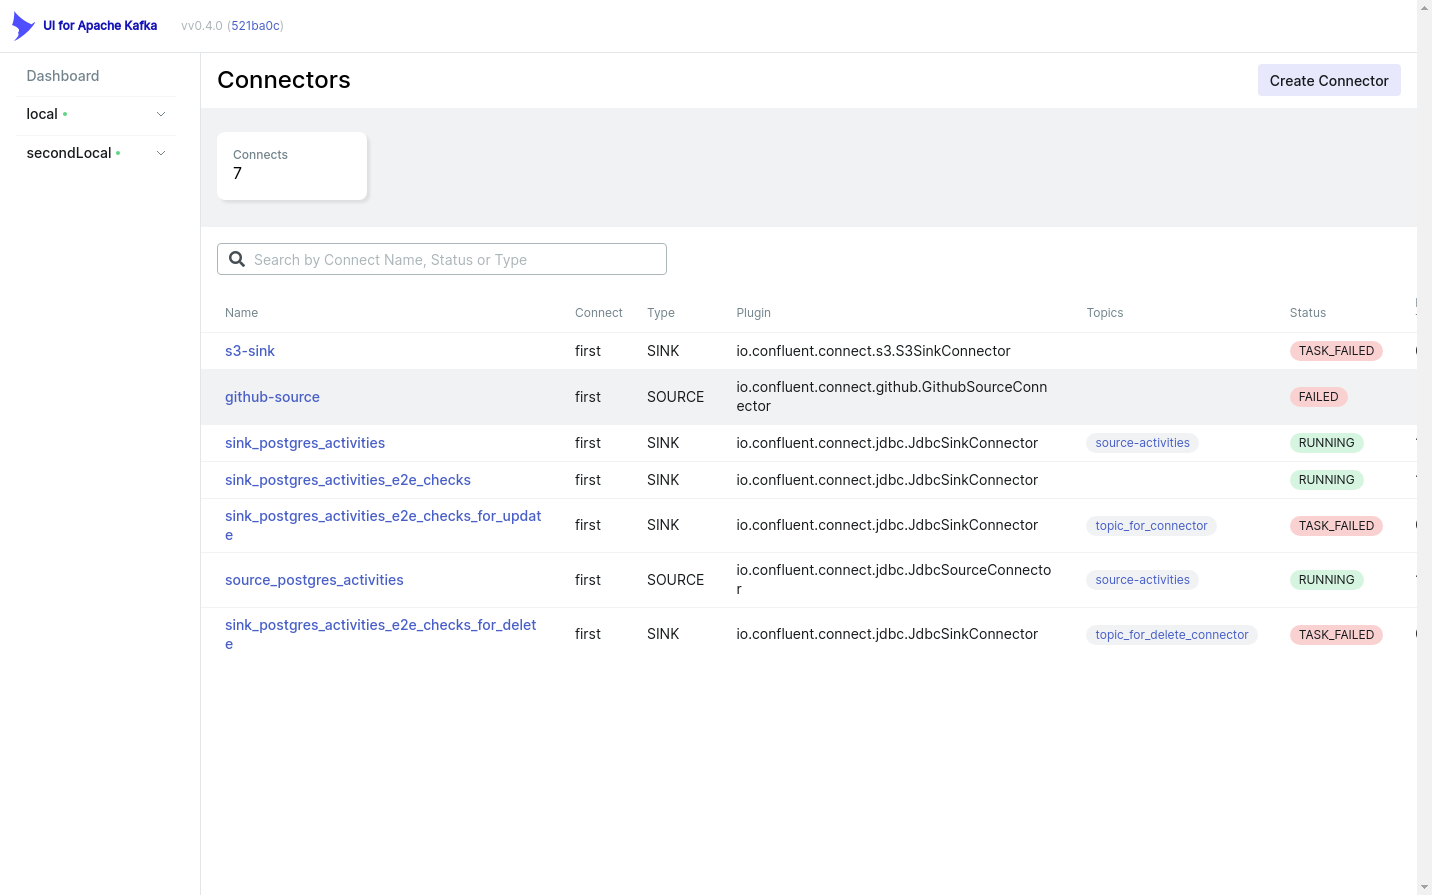 UI for Apache Kafka
vv0.4.0 (521ba0c)
Dashboard
local
secondLocal
Connectors
Create Connector
Connects
7
Search by Connect Name, Status or Type
Name Connect Type Plugin Topics Status
s3-sink first SINK io.confluent.connect.s3.S3SinkConnector TASK_FAILED
github-source first SOURCE io.confluent.connect.github.GithubSourceConn
ector FAILED
sink_postgres_activities first SINK io.confluent.connect.jdbc.JdbcSinkConnector source-activities RUNNING
sink_postgres_activities_e2e_checks first SINK io.confluent.connect.jdbc.JdbcSinkConnector RUNNING
sink_postgres_activities_e2e_checks_for_updat
e first SINK io.confluent.connect.jdbc.JdbcSinkConnector topic_for_connector TASK_FAILED
source_postgres_activities first SOURCE io.confluent.connect.jdbc.JdbcSourceConnecto
r source-activities RUNNING
sink_postgres_activities_e2e_checks_for_delet
e first SINK io.confluent.connect.jdbc.JdbcSinkConnector topic_for_delete_connector TASK_FAILED